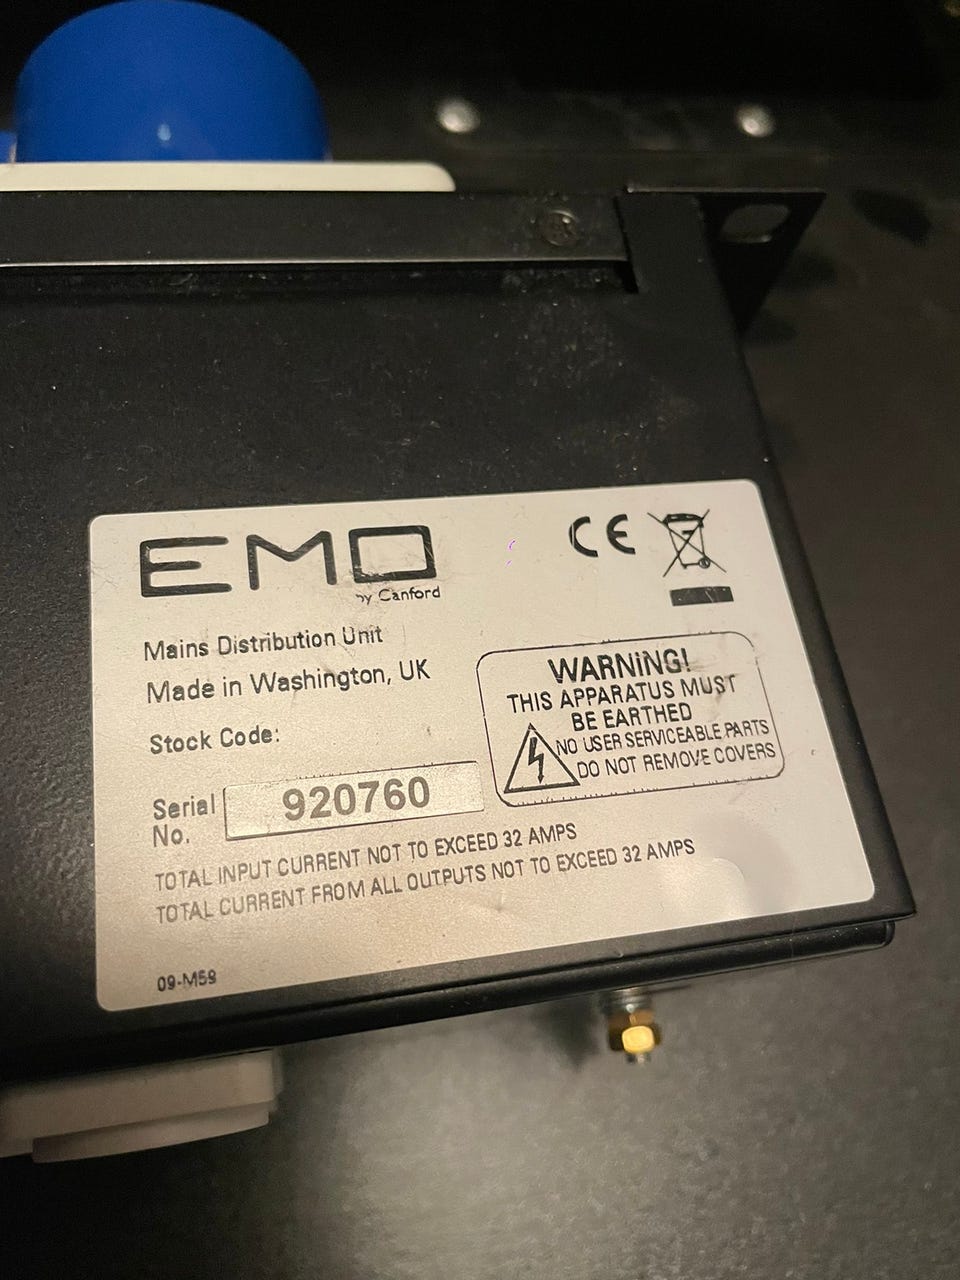 EMO
by Canford
CE
Mains Distribution Unit
Made in Washington, UK
Stock Code:
Serial No.
920760
WARNING!
THIS APPARATUS MUST
BE EARTHED
NO USER SERVICEABLE PARTS
DO NOT REMOVE COVERS
TOTAL INPUT CURRENT NOT TO EXCEED 32 AMPS
TOTAL CURRENT FROM ALL OUTPUTS NOT TO EXCEED 32 AMPS
09-M59